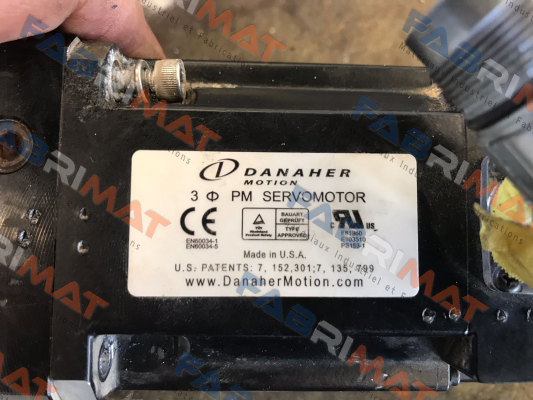 DANAHER
MOTION
3 Φ PM SERVOMOTOR
CE
EN60034-1
EN60034-5
BAUART
GEPRÜFT
TYPE
APPROVED
C US
Made in U.S.A.
U.S. PATENTS: 7, 152,301;7, 135, 799
www.DanaherMotion.com
FABRIMAT
FABRIMAT
FABRIMAT